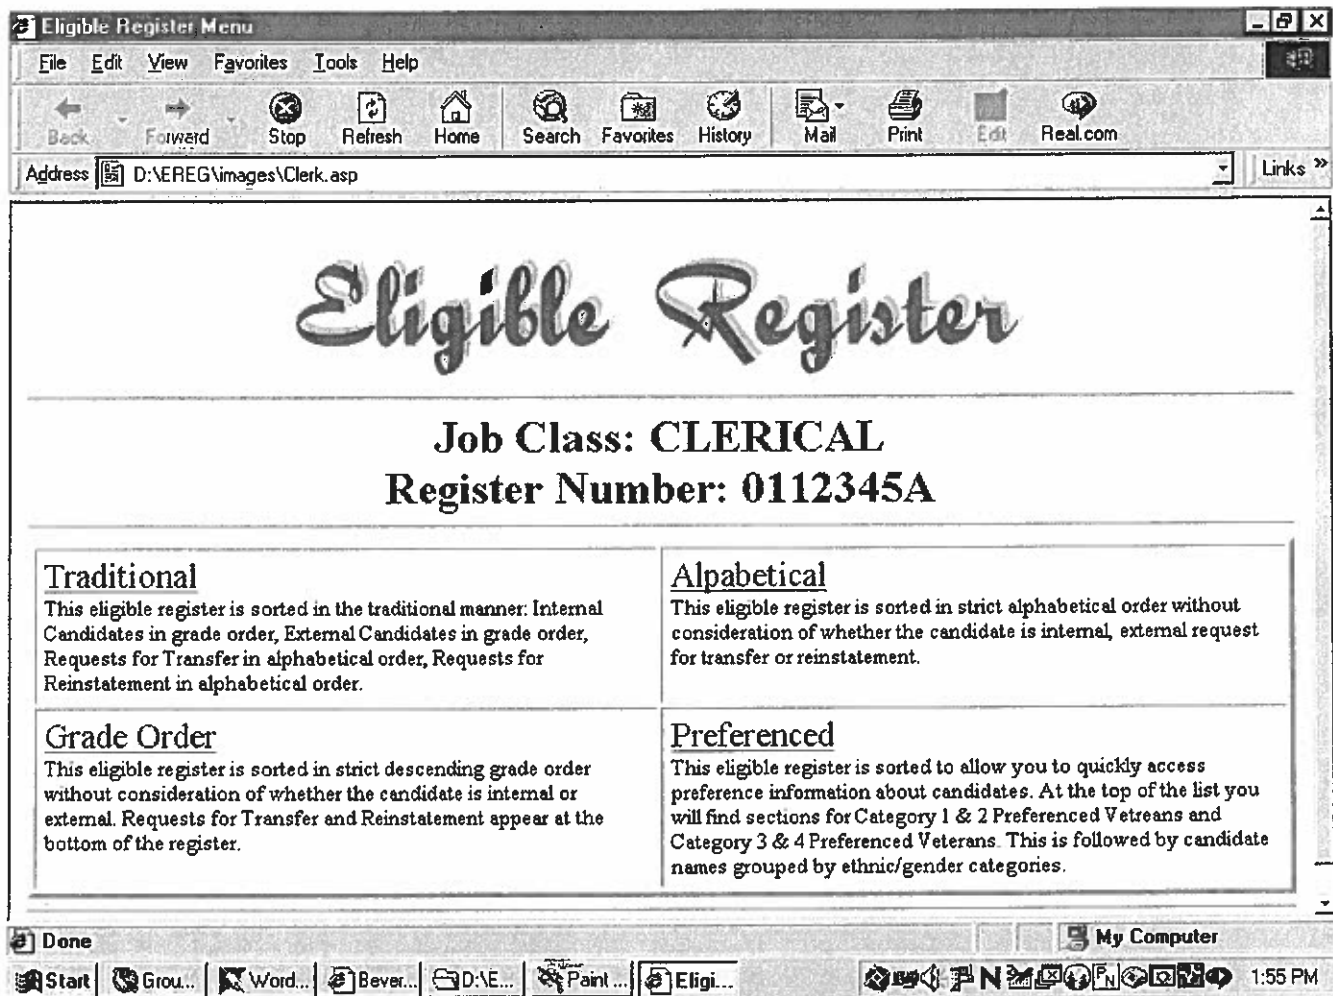 Eligible Register Menu
File Edit View Favorites Tools Help
Back Forward Stop Refresh Home Search Favorites History Mail Print Edit Real.com
Address D:\EREG\images\Clerk.asp Links »
Eligible Register
Job Class: CLERICAL
Register Number: 0112345A
Traditional
This eligible register is sorted in the traditional manner: Internal
Candidates in grade order, External Candidates in grade order,
Requests for Transfer in alphabetical order, Requests for
Reinstatement in alphabetical order.
Alpabetical
This eligible register is sorted in strict alphabetical order without
consideration of whether the candidate is internal, external request
for transfer or reinstatement.
Grade Order
This eligible register is sorted in strict descending grade order
without consideration of whether the candidate is internal or
external. Requests for Transfer and Reinstatement appear at the
bottom of the register.
Preferenced
This eligible register is sorted to allow you to quickly access
preference information about candidates. At the top of the list you
will find sections for Category 1 & 2 Preferenced Vetreans and
Category 3 & 4 Preferenced Veterans. This is followed by candidate
names grouped by ethnic/gender categories.
Done My Computer
Start Grou... Word... Bever... D:\E... Paint ... Eligi... 1:55 PM